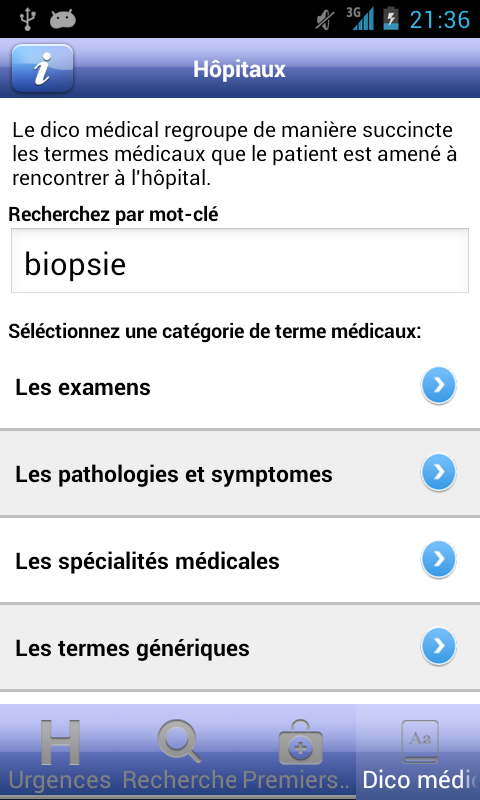 3G 21:36
i Hôpitaux
Le dico médical regroupe de manière succincte
les termes médicaux que le patient est amené à
rencontrer à l'hôpital.
Recherchez par mot-clé
biopsie
Séléctionnez une catégorie de terme médicaux:
Les examens
Les pathologies et symptomes
Les spécialités médicales
Les termes génériques
H Aa
Urgences Recherche Premiers.. Dico médic